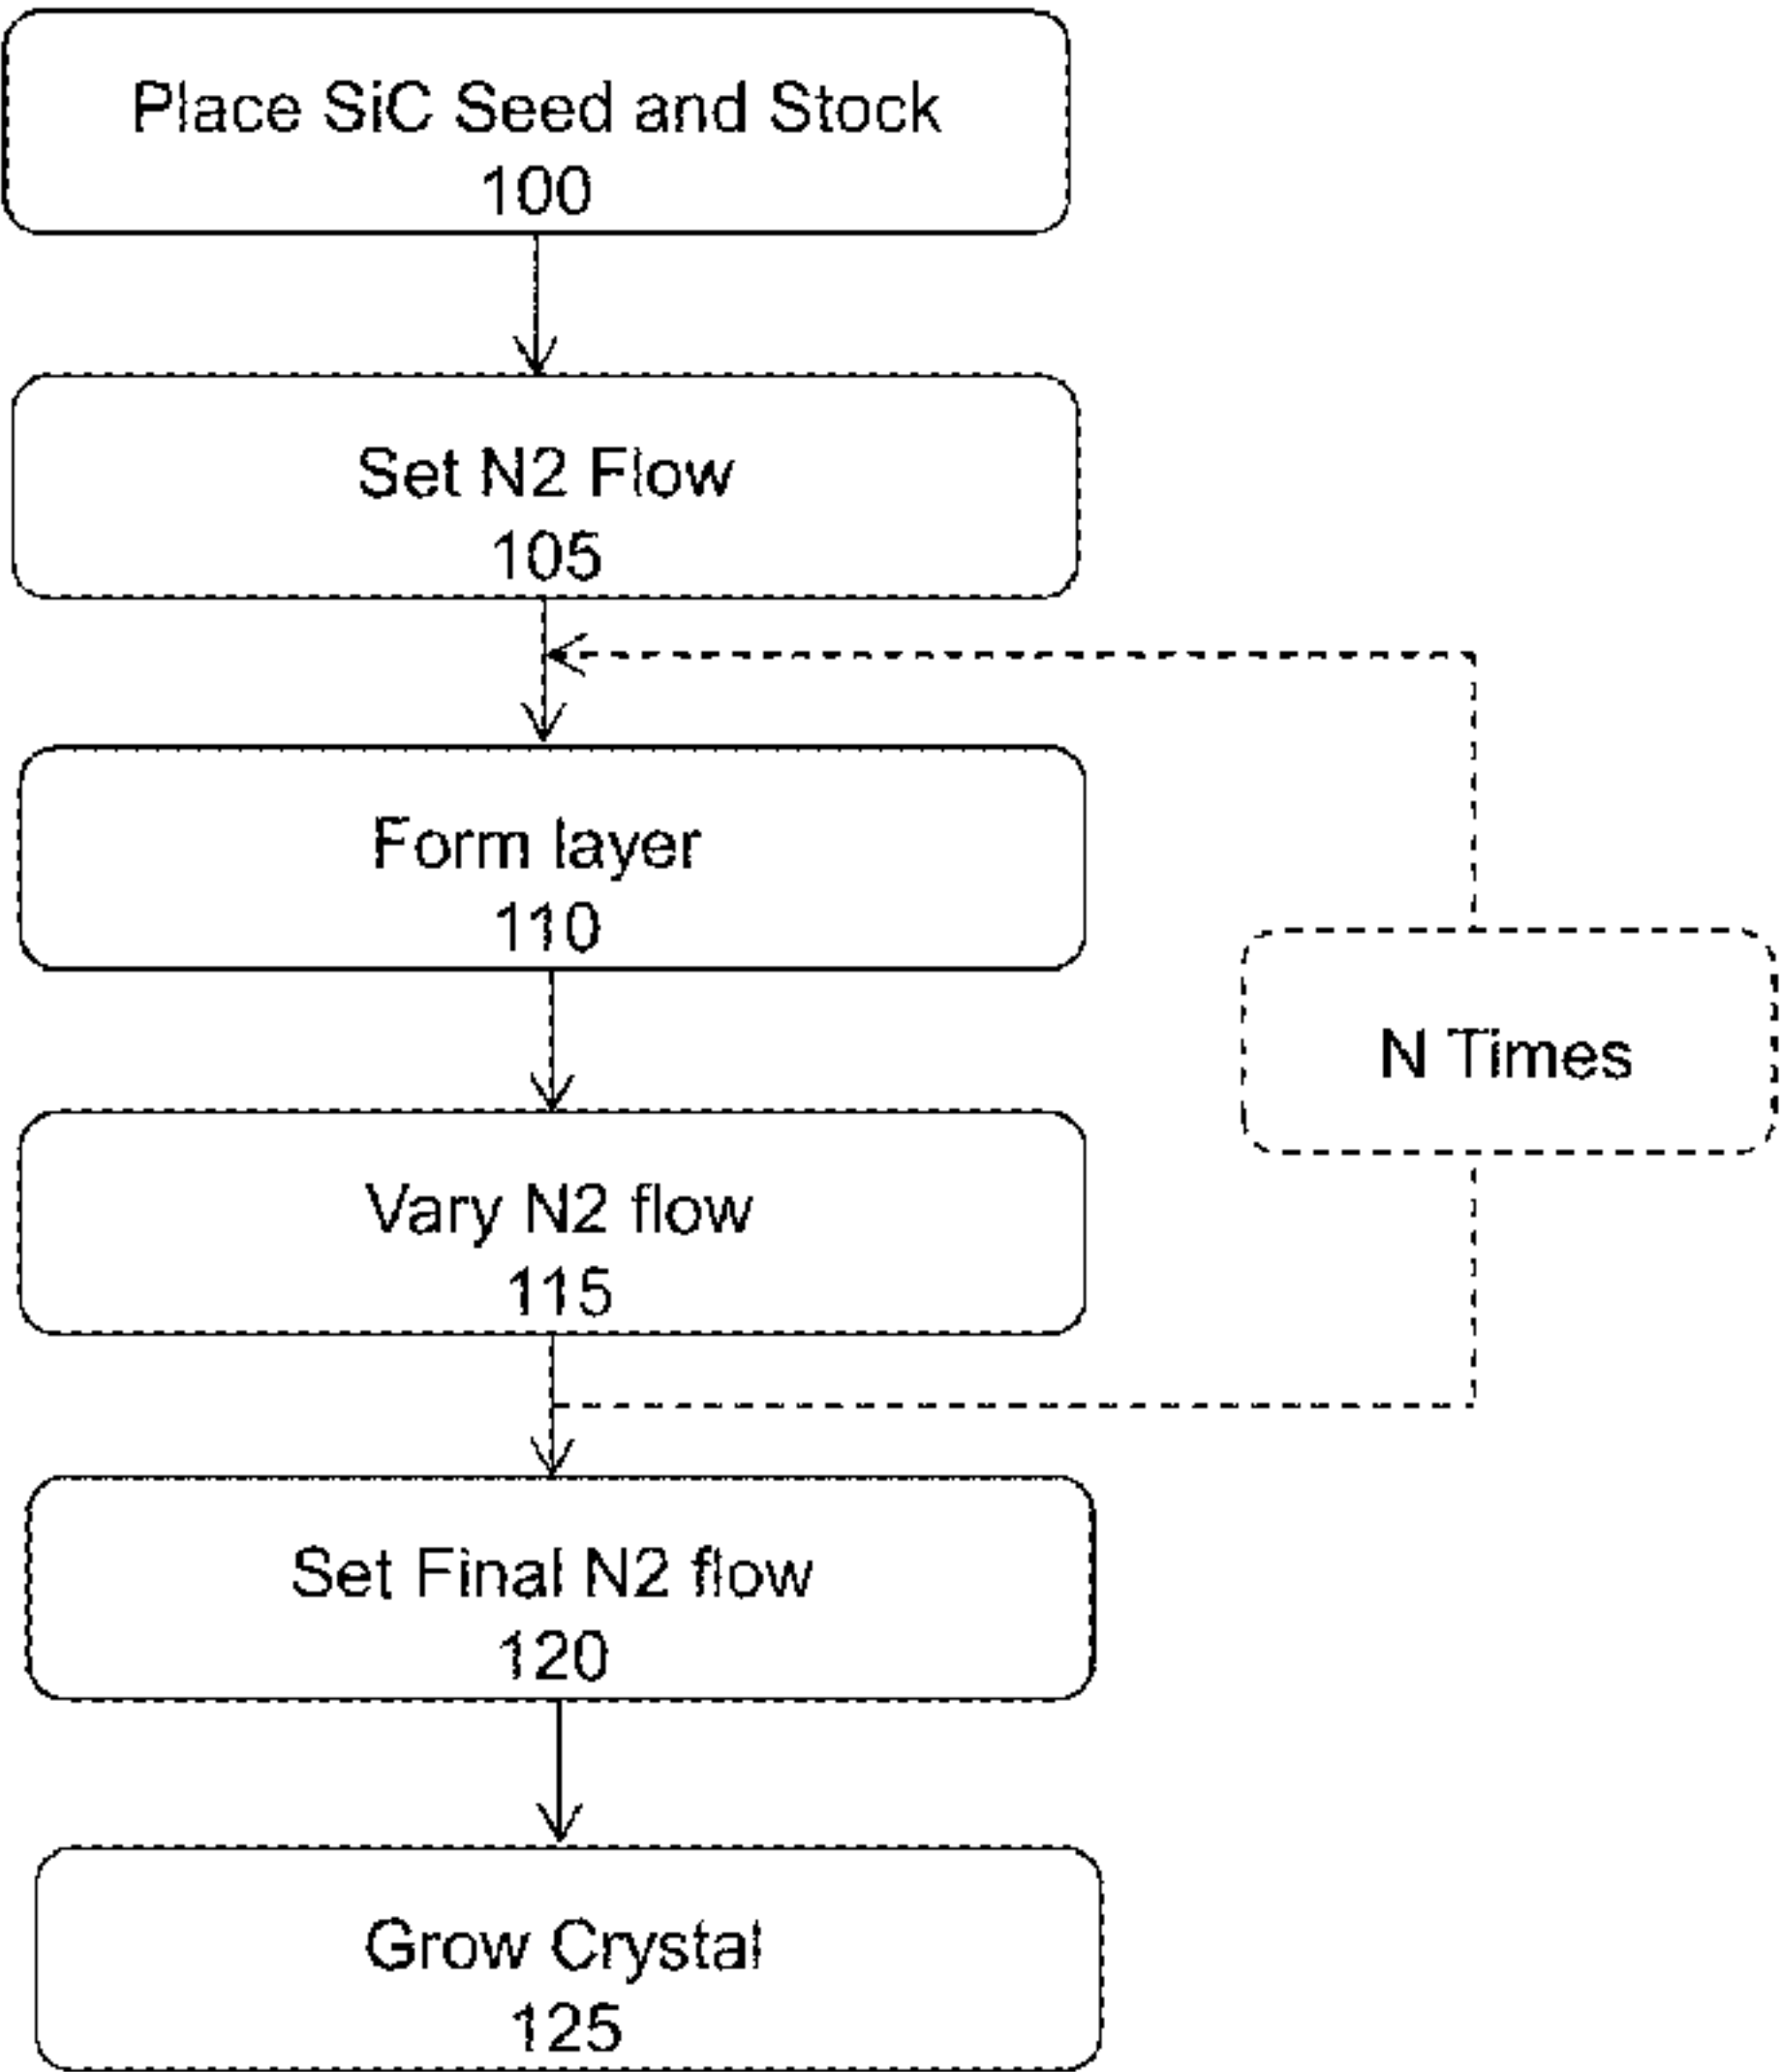 Place SiC Seed and Stock
100
Set N2 Flow
105
Form layer
110
N Times
Vary N2 flow
115
Set Final N2 flow
120
Grow Crystal
125